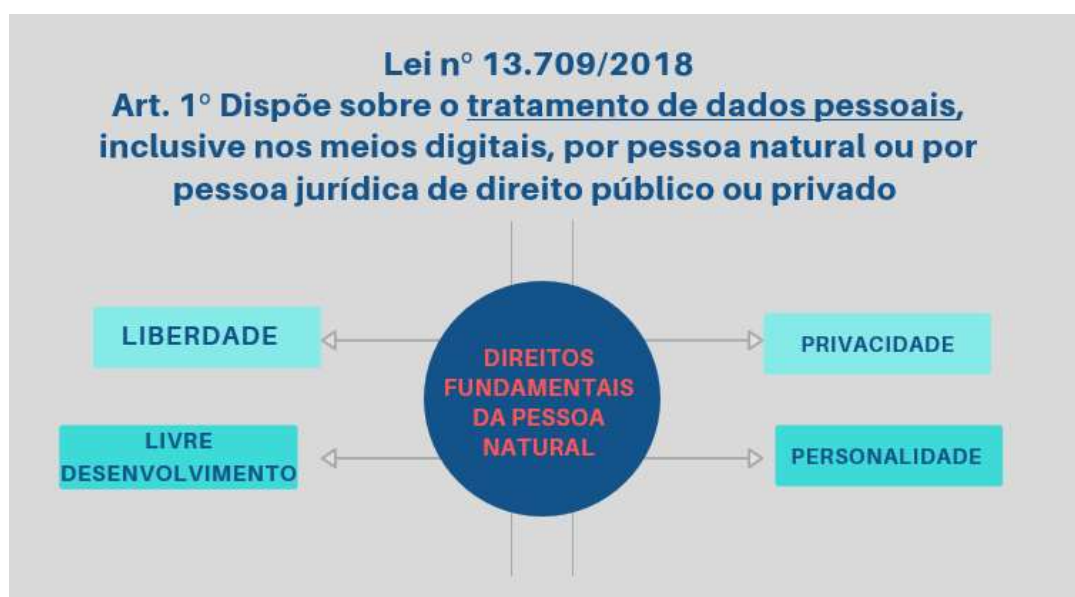 Lei nº 13.709/2018
Art. 1º Dispõe sobre o tratamento de dados pessoais,
inclusive nos meios digitais, por pessoa natural ou por
pessoa jurídica de direito público ou privado
LIBERDADE
DIREITOS
FUNDAMENTAIS
DA PESSOA
NATURAL
PRIVACIDADE
LIVRE
DESENVOLVIMENTO
PERSONALIDADE